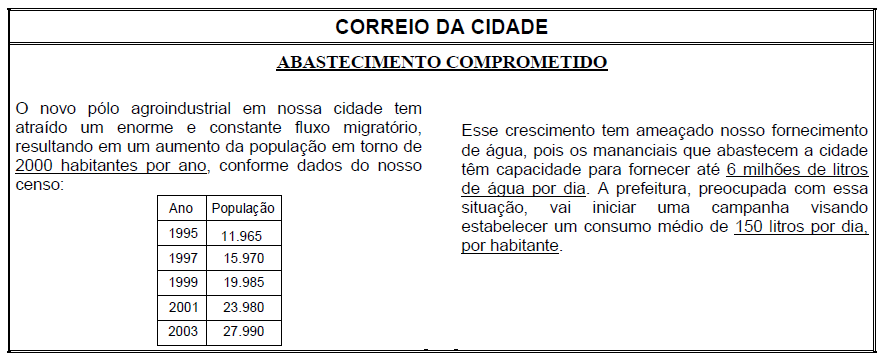 CORREIO DA CIDADE
ABASTECIMENTO COMPROMETIDO
O novo pólo agroindustrial em nossa cidade tem
atraído um enorme e constante fluxo migratório,
resultando em um aumento da população em torno de
2000 habitantes por ano, conforme dados do nosso
censo:
Ano População
1995 11.965
1997 15.970
1999 19.985
2001 23.980
2003 27.990
Esse crescimento tem ameaçado nosso fornecimento
de água, pois os mananciais que abastecem a cidade
têm capacidade para fornecer até 6 milhões de litros
de água por dia. A prefeitura, preocupada com essa
situação, vai iniciar uma campanha visando
estabelecer um consumo médio de 150 litros por dia,
por habitante.